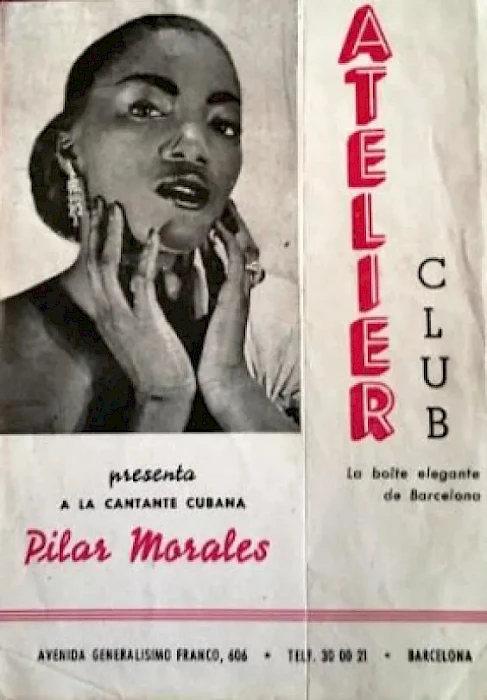 ATELIER
CLUB
La boîte elegante
de Barcelona
presenta
A LA CANTANTE CUBANA
Pilar Morales
AVENIDA GENERALISIMO FRANCO, 606 • TELF. 30 00 21 • BARCELONA